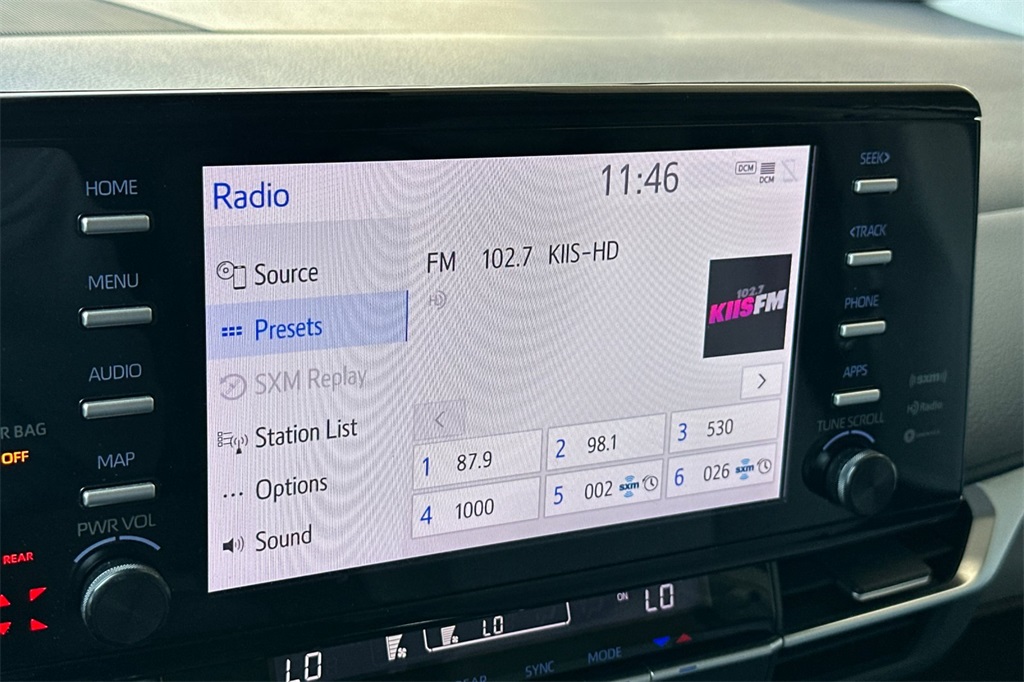 HOME
MENU
AUDIO
MAP
PWR VOL
R BAG
OFF
REAR
Radio
11:46
DCM
DCM
Source
Presets
SXM Replay
Station List
... Options
Sound
FM 102.7 KIIS-HD
HD
102.7
KIISFM
<
>
1 87.9
2 98.1
3 530
4 1000
5 002 sxm
6 026 sxm
SEEK>
<TRACK
PHONE
APPS
TUNE SCROLL
((sxm))
HD Radio
LO
LO
ON LO
REAR
SYNC
MODE